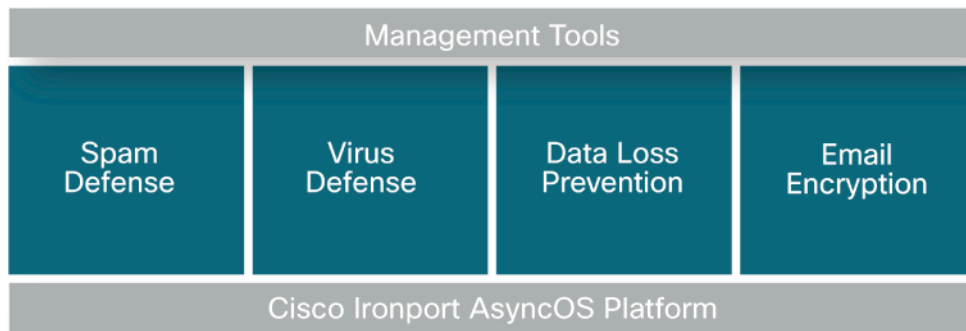 Management Tools
Spam
Defense
Virus
Defense
Data Loss
Prevention
Email
Encryption
Cisco Ironport AsyncOS Platform